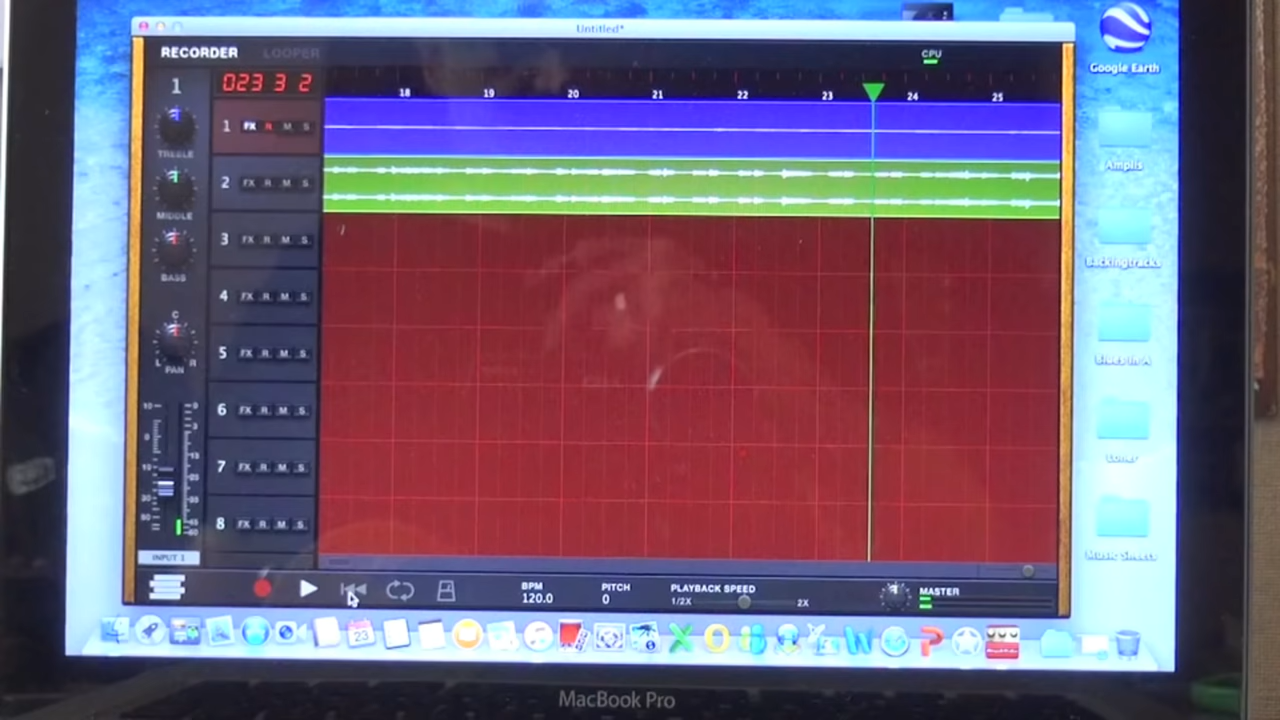 Untitled*
RECORDER LOOPER
CPU
Google Earth
1
023 3 2
18 19 20 21 22 23 24 25
1 FX R M S
TREBLE
Amplis
2 FX R M S
MIDDLE
3 FX R M S
BASS
Backingtracks
4 FX R M S
C
L R
PAN
5 FX R M S
Blues in A
6 FX R M S
7 FX R M S
Loner
8 FX R M S
INPUT 1
Music Sheets
BPM
120.0
PITCH
0
PLAYBACK SPEED
1/2X 2X
MASTER
23
MacBook Pro